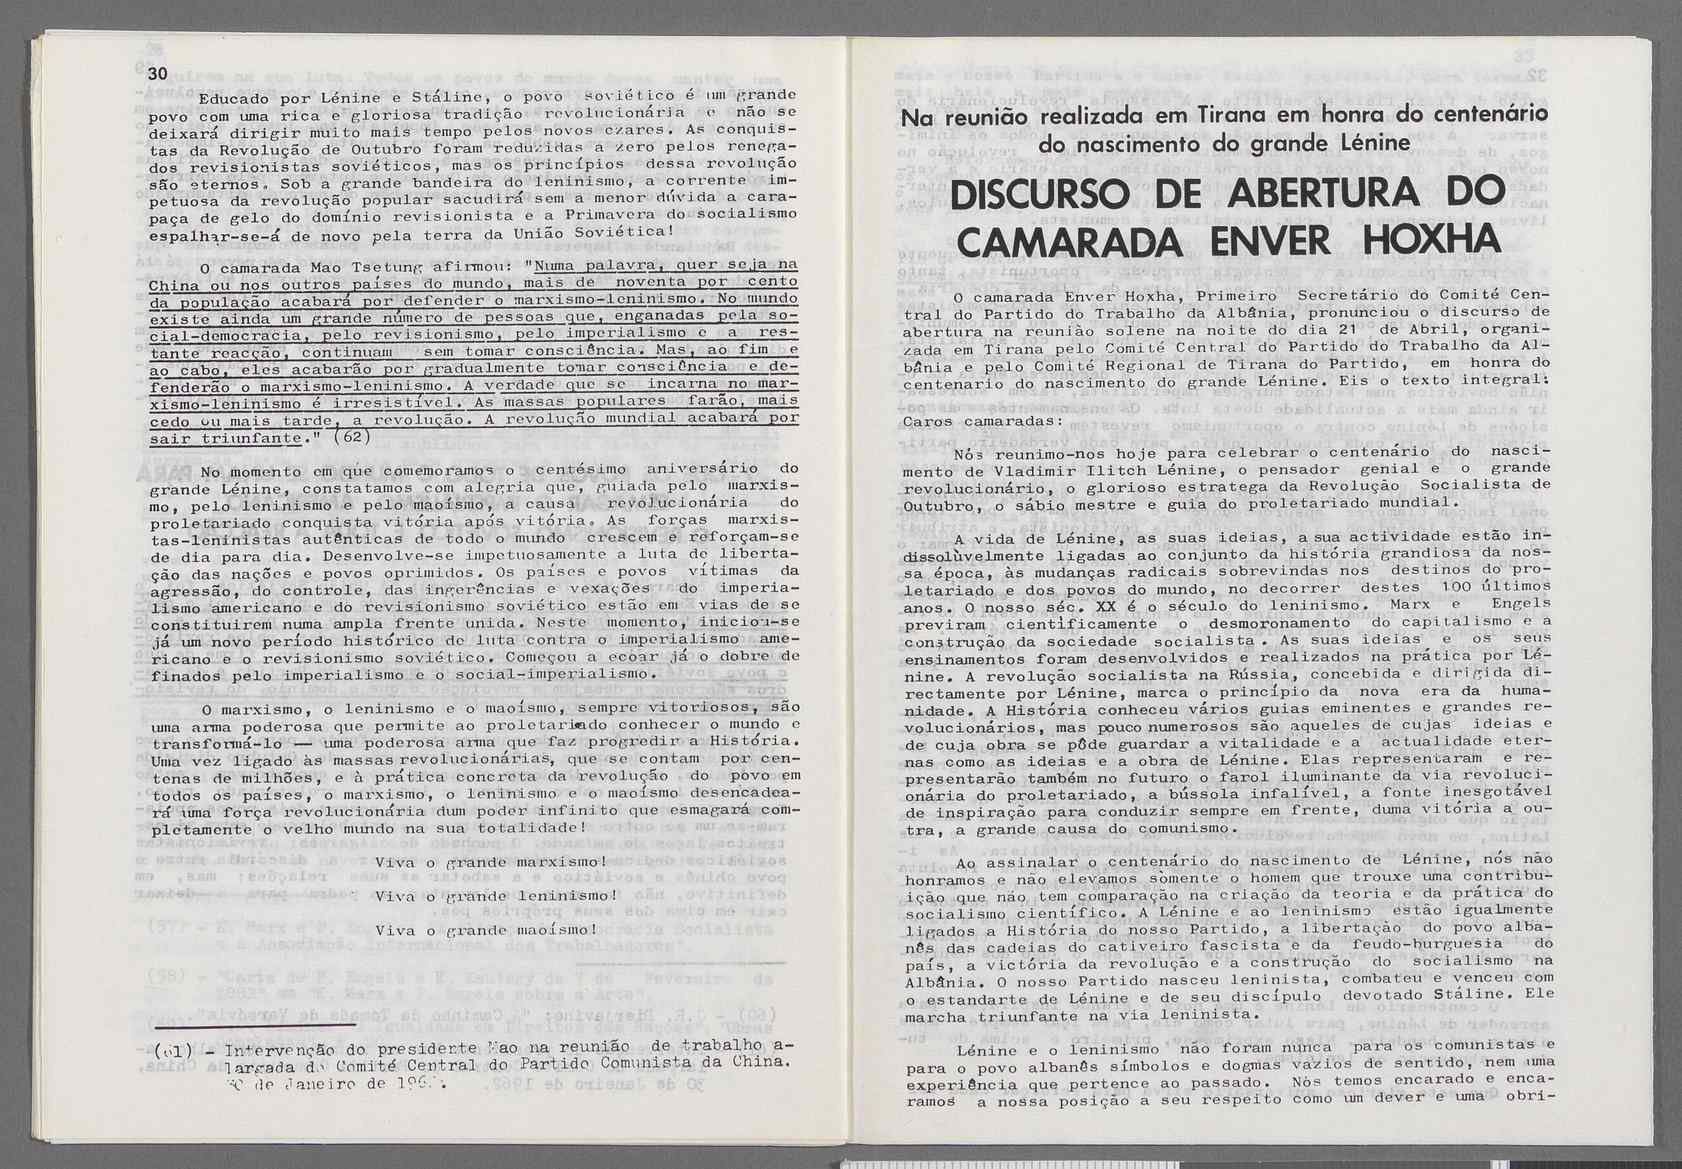 30
Educado por Lénine e Stáline, o povo soviético é um grande
povo com uma rica e gloriosa tradição revolucionária e não se
deixará dirigir muito mais tempo pelos novos czares. As conquis-
tas da Revolução de Outubro foram reduzidas a zero pelos renega-
dos revisionistas soviéticos, mas os princípios dessa revolução
são eternos. Sob a grande bandeira do leninismo, a corrente im-
petuosa da revolução popular sacudirá sem a menor dúvida a cara-
paça de gelo do domínio revisionista e a Primavera do socialismo
espalhar-se-á de novo pela terra da União Soviética!
O camarada Mao Tsetung afirmou: "Numa palavra, quer seja na
China ou nos outros países do mundo, mais de noventa por cento
da população acabará por defender o marxismo-leninismo. No mundo
existe ainda um grande número de pessoas que, enganadas pela so-
cial-democracia, pelo revisionismo, pelo imperialismo e a res-
tante reacção, continuam sem tomar consciência. Mas, ao fim e
ao cabo, eles acabarão por gradualmente tomar consciência e de-
fenderão o marxismo-leninismo. A verdade que se incarna no mar-
xismo-leninismo é irresistível. As massas populares farão, mais
cedo ou mais tarde, a revolução. A revolução mundial acabará por
sair triunfante." (62)
No momento em que comemoramos o centésimo aniversário do
grande Lénine, constatamos com alegria que, guiada pelo marxis-
mo, pelo leninismo e pelo maoísmo, a causa revolucionária do
proletariado conquista vitória após vitória. As forças marxis-
tas-leninistas autênticas de todo o mundo crescem e reforçam-se
de dia para dia. Desenvolve-se impetuosamente a luta de liberta-
ção das nações e povos oprimidos. Os países e povos vítimas da
agressão, do controle, das ingerências e vexações do imperia-
lismo americano e do revisionismo soviético estão em vias de se
constituirem numa ampla frente unida. Neste momento, iniciou-se
já um novo período histórico de luta contra o imperialismo ame-
ricano e o revisionismo soviético. Começou a ecoar já o dobre de
finados pelo imperialismo e o social-imperialismo.
O marxismo, o leninismo e o maoísmo, sempre vitoriosos, são
uma arma poderosa que permite ao proletariado conhecer o mundo e
transformá-lo — uma poderosa arma que faz progredir a História.
Uma vez ligado às massas revolucionárias, que se contam por cen-
tenas de milhões, e à prática concreta da revolução do povo em
todos os países, o marxismo, o leninismo e o maoísmo desencadea-
rá uma força revolucionária dum poder infinito que esmagará com-
pletamente o velho mundo na sua totalidade!
Viva o grande marxismo!
Viva o grande leninismo!
Viva o grande maoísmo!
(61) - Intervenção do presidente Mao na reunião de trabalho a-
largada do Comité Central do Partido Comunista da China.
de Janeiro de
Na reunião realizada em Tirana em honra do centenário
do nascimento do grande Lénine
DISCURSO DE ABERTURA DO
CAMARADA ENVER HOXHA
O camarada Enver Hoxha, Primeiro Secretário do Comité Cen-
tral do Partido do Trabalho da Albânia, pronunciou o discurso de
abertura na reunião solene na noite do dia 21 de Abril, organi-
zada em Tirana pelo Comité Central do Partido do Trabalho da Al-
bânia e pelo Comité Regional de Tirana do Partido, em honra do
centenario do nascimento do grande Lénine. Eis o texto integral:
Caros camaradas:
Nós reunimo-nos hoje para celebrar o centenário do nasci-
mento de Vladimir Ilitch Lénine, o pensador genial e o grande
revolucionário, o glorioso estratega da Revolução Socialista de
Outubro, o sábio mestre e guia do proletariado mundial.
A vida de Lénine, as suas ideias, a sua actividade estão in-
dissolùvelmente ligadas ao conjunto da história grandiosa da nos-
sa época, às mudanças radicais sobrevindas nos destinos do pro-
letariado e dos povos do mundo, no decorrer destes 100 últimos
anos. O nosso séc. XX é o século do leninismo. Marx e Engels
previram cientificamente o desmoronamento do capitalismo e a
construção da sociedade socialista. As suas ideias e os seus
ensinamentos foram desenvolvidos e realizados na prática por Lé-
nine. A revolução socialista na Rússia, concebida e dirigida di-
rectamente por Lénine, marca o princípio da nova era da huma-
nidade. A História conheceu vários guias eminentes e grandes re-
volucionários, mas pouco numerosos são aqueles de cujas ideias e
de cuja obra se pôde guardar a vitalidade e a actualidade eter-
nas como as ideias e a obra de Lénine. Elas representaram e re-
presentarão também no futuro o farol iluminante da via revoluci-
onária do proletariado, a bússola infalível, a fonte inesgotável
de inspiração para conduzir sempre em frente, duma vitória a ou-
tra, a grande causa do comunismo.
Ao assinalar o centenário do nascimento de Lénine, nós não
honramos e não elevamos sòmente o homem que trouxe uma contribu-
ição que não tem comparação na criação da teoria e da prática do
socialismo científico. A Lénine e ao leninismo estão igualmente
ligados a História do nosso Partido, a libertação do povo alba-
nês das cadeias do cativeiro fascista e da feudo-burguesia do
país, a victória da revolução e a construção do socialismo na
Albânia. O nosso Partido nasceu leninista, combateu e venceu com
o estandarte de Lénine e de seu discípulo devotado Stáline. Ele
marcha triunfante na via leninista.
Lénine e o leninismo não foram nunca para os comunistas e
para o povo albanês símbolos e dogmas vazios de sentido, nem uma
experiência que pertence ao passado. Nós temos encarado e enca-
ramos a nossa posição a seu respeito como um dever e uma obri-